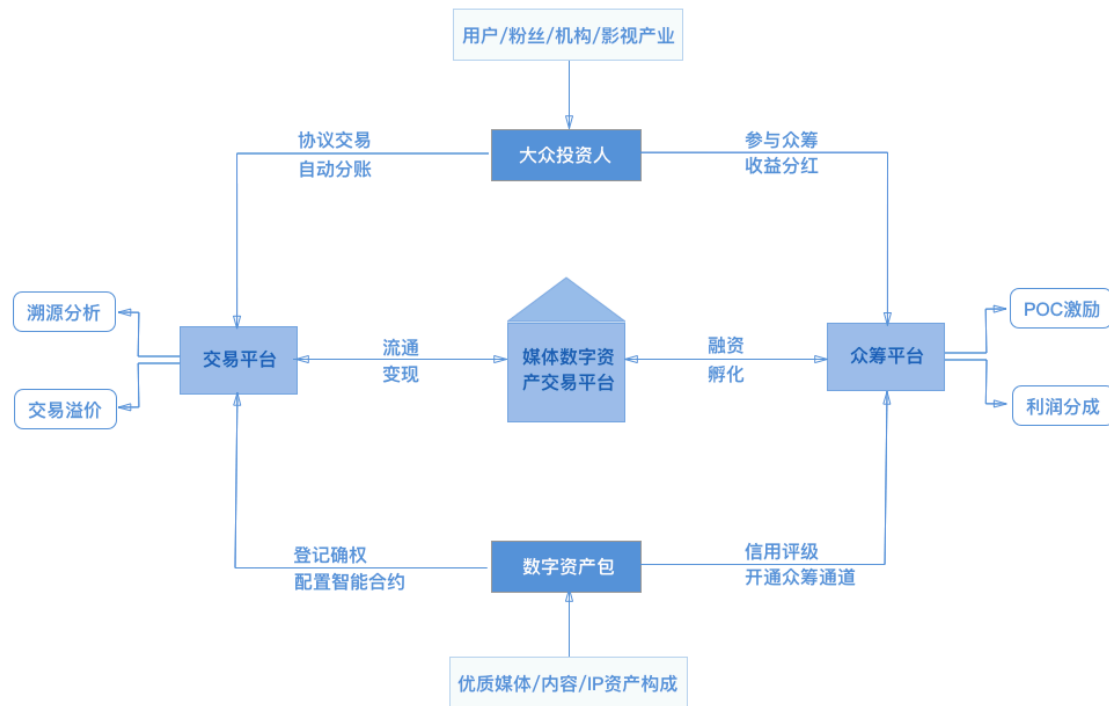 用户/粉丝/机构/影视产业
协议交易
自动分账
大众投资人
参与众筹
收益分红
溯源分析
交易溢价
交易平台
流通
变现
媒体数字资
产交易平台
融资
孵化
众筹平台
POC激励
利润分成
登记确权
配置智能合约
数字资产包
信用评级
开通众筹通道
优质媒体/内容/IP资产构成